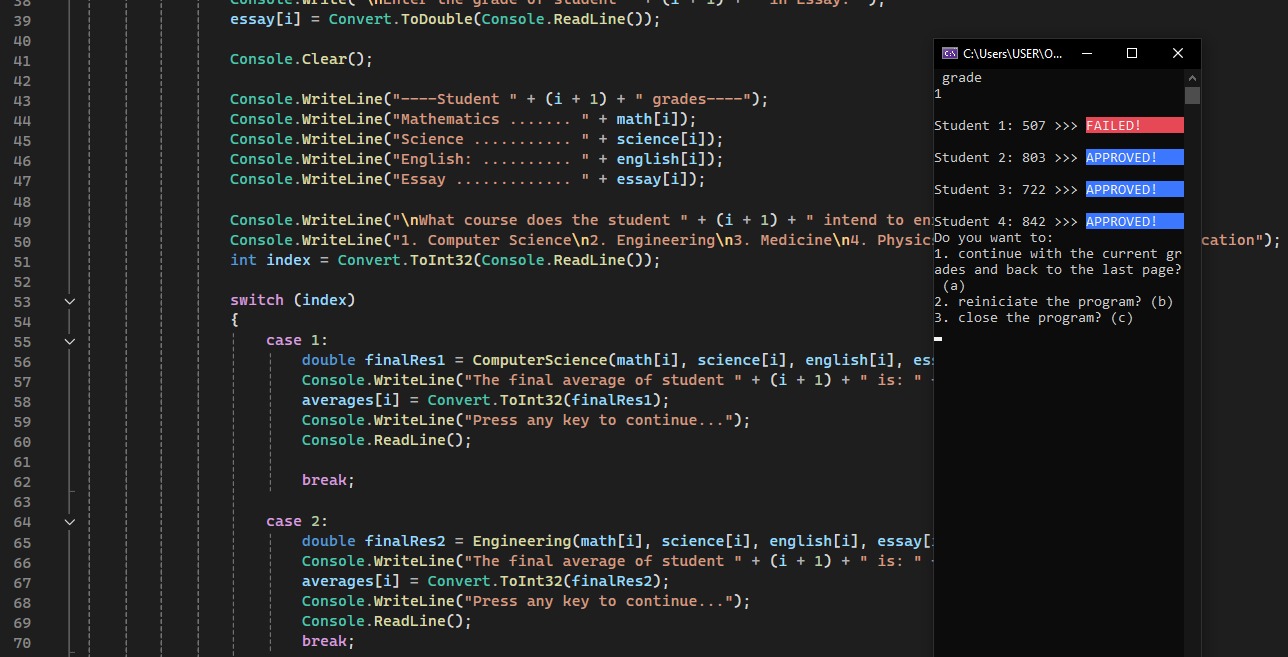 38 Console.Write("\nEnter the grade of student " + (i + 1) + " in Essay: ");
39 essay[i] = Convert.ToDouble(Console.ReadLine());
40
41 Console.Clear();
42
43 Console.WriteLine("----Student " + (i + 1) + " grades----");
44 Console.WriteLine("Mathematics ....... " + math[i]);
45 Console.WriteLine("Science ........... " + science[i]);
46 Console.WriteLine("English: .......... " + english[i]);
47 Console.WriteLine("Essay ............. " + essay[i]);
48
49 Console.WriteLine("\nWhat course does the student " + (i + 1) + " intend to en
50 Console.WriteLine("1. Computer Science\n2. Engineering\n3. Medicine\n4. Physic cation");
51 int index = Convert.ToInt32(Console.ReadLine());
52
53 switch (index)
54 {
55 case 1:
56 double finalRes1 = ComputerScience(math[i], science[i], english[i], es
57 Console.WriteLine("The final average of student " + (i + 1) + " is: " +
58 averages[i] = Convert.ToInt32(finalRes1);
59 Console.WriteLine("Press any key to continue...");
60 Console.ReadLine();
61
62 break;
63
64 case 2:
65 double finalRes2 = Engineering(math[i], science[i], english[i], essay[
66 Console.WriteLine("The final average of student " + (i + 1) + " is: " +
67 averages[i] = Convert.ToInt32(finalRes2);
68 Console.WriteLine("Press any key to continue...");
69 Console.ReadLine();
70 break;
C:\Users\USER\O...
grade
1
Student 1: 507 >>> FAILED!
Student 2: 803 >>> APPROVED!
Student 3: 722 >>> APPROVED!
Student 4: 842 >>> APPROVED!
Do you want to:
1. continue with the current gr
ades and back to the last page?
(a)
2. reiniciate the program? (b)
3. close the program? (c)